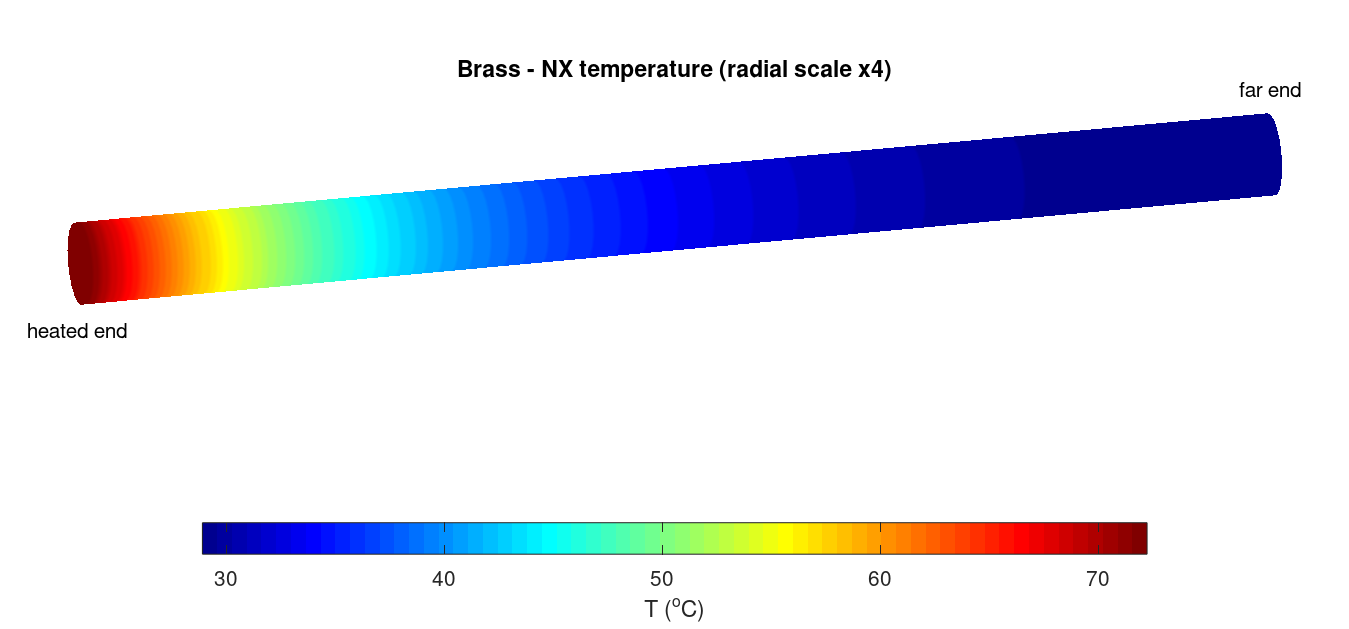 Brass - NX temperature (radial scale x4)
far end
heated end
30 40 50 60 70
T (°C)